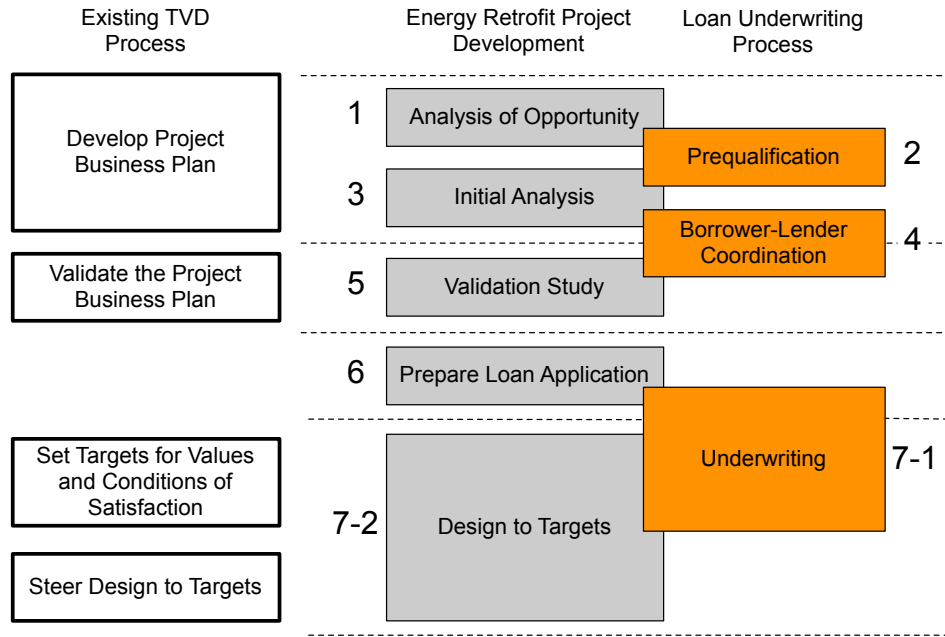 Existing TVD
Process
Energy Retrofit Project
Development
Loan Underwriting
Process
Develop Project
Business Plan
1
Analysis of Opportunity
Prequalification
2
3
Initial Analysis
Borrower-Lender
Coordination
4
Validate the Project
Business Plan
5
Validation Study
6
Prepare Loan Application
Set Targets for Values
and Conditions of
Satisfaction
Underwriting
7-1
7-2
Design to Targets
Steer Design to Targets